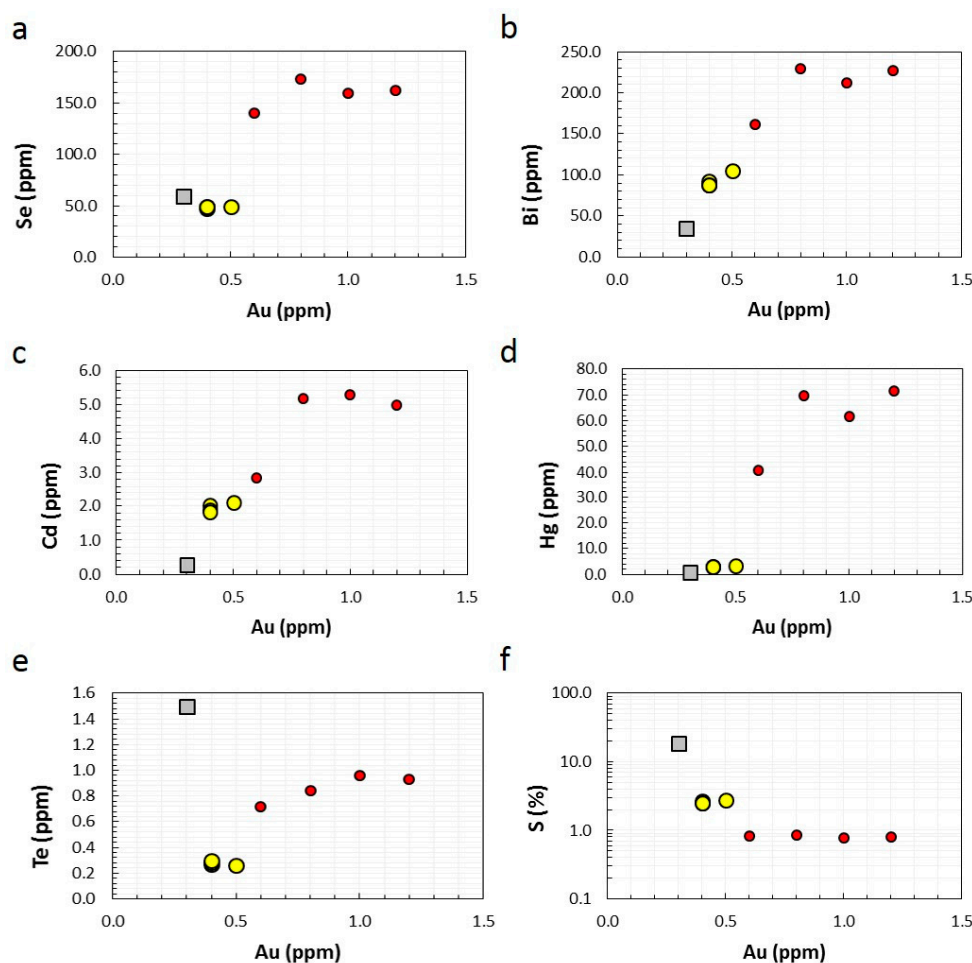 a
200.0
150.0
100.0
50.0
0.0
0.0 0.5 1.0 1.5
Se (ppm)
Au (ppm)
b
250.0
200.0
150.0
100.0
50.0
0.0
0.0 0.5 1.0 1.5
Bi (ppm)
Au (ppm)
c
6.0
5.0
4.0
3.0
2.0
1.0
0.0
0.0 0.5 1.0 1.5
Cd (ppm)
Au (ppm)
d
80.0
70.0
60.0
50.0
40.0
30.0
20.0
10.0
0.0
0.0 0.5 1.0 1.5
Hg (ppm)
Au (ppm)
e
1.6
1.4
1.2
1.0
0.8
0.6
0.4
0.2
0.0
0.0 0.5 1.0 1.5
Te (ppm)
Au (ppm)
f
100.0
10.0
1.0
0.1
0.0 0.5 1.0 1.5
S (%)
Au (ppm)